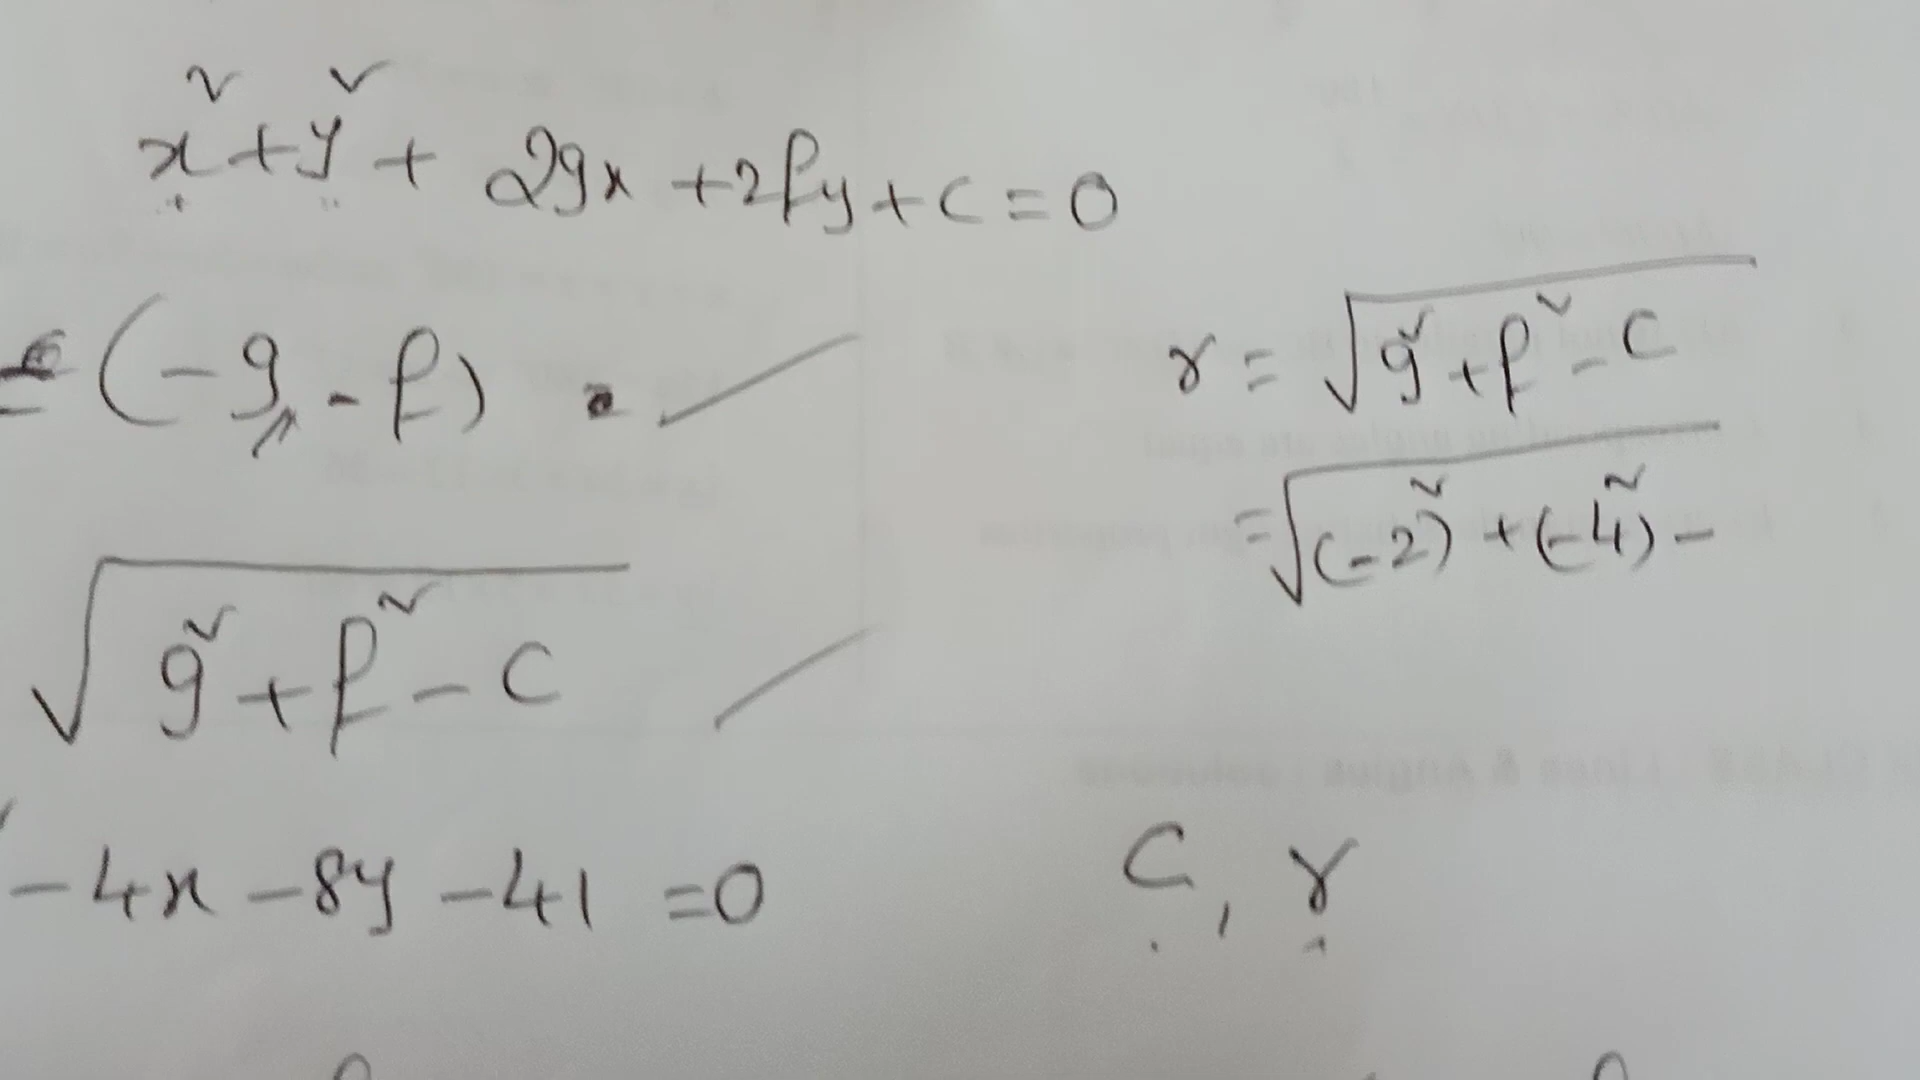 x² + y² + 2gx + 2fy + c = 0
= (-g, -f)
r = √(g² + f² - c)
= √((-2)² + (-4)² -
√(g² + f² - c)
- 4x - 8y - 41 = 0
C, r